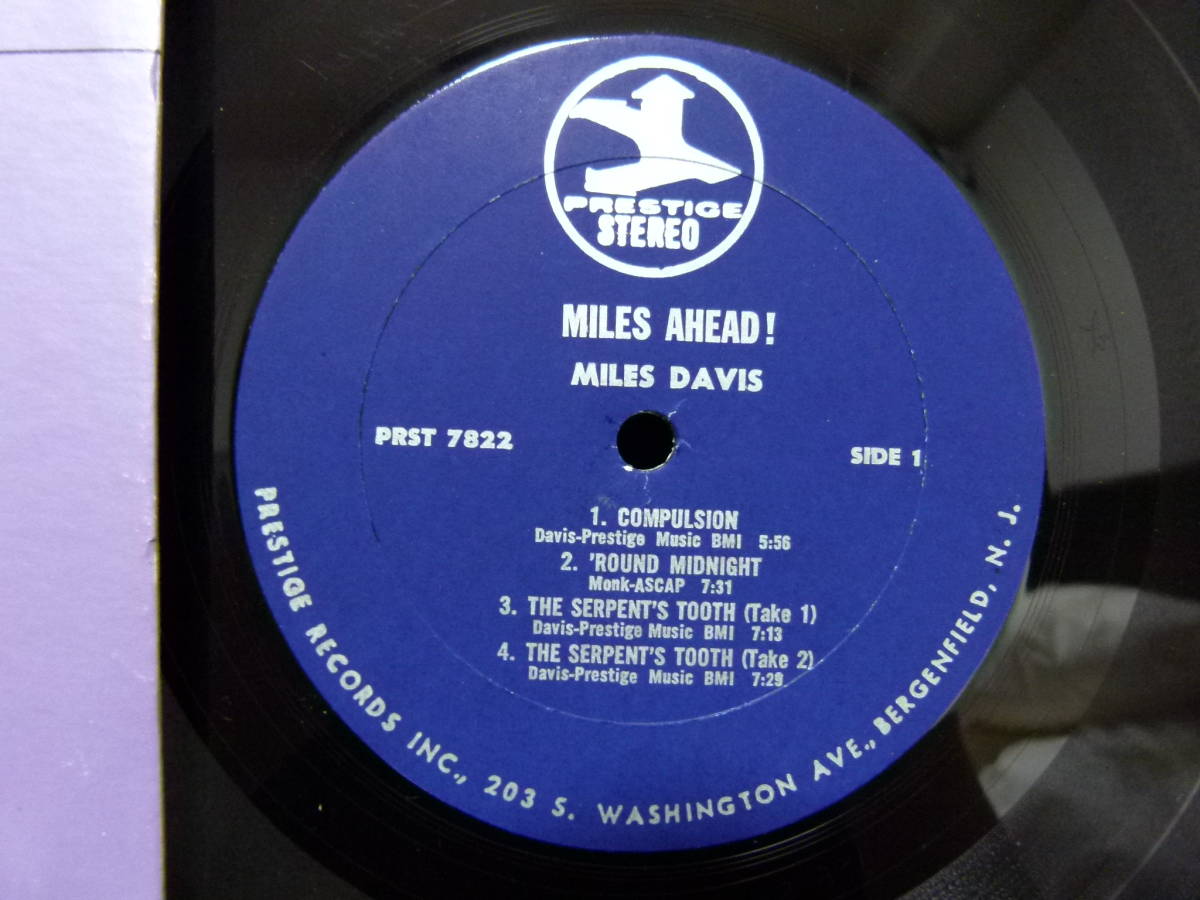 PRESTIGE
STEREO
MILES AHEAD!
MILES DAVIS
PRST 7822
SIDE 1
1. COMPULSION
Davis-Prestige Music BMI 5:56
2. 'ROUND MIDNIGHT
Monk-ASCAP 7:31
3. THE SERPENT'S TOOTH (Take 1)
Davis-Prestige Music BMI 7:13
4. THE SERPENT'S TOOTH (Take 2)
Davis-Prestige Music BMI 7:29
PRESTIGE RECORDS INC., 203 S. WASHINGTON AVE., BERGENFIELD, N. J.